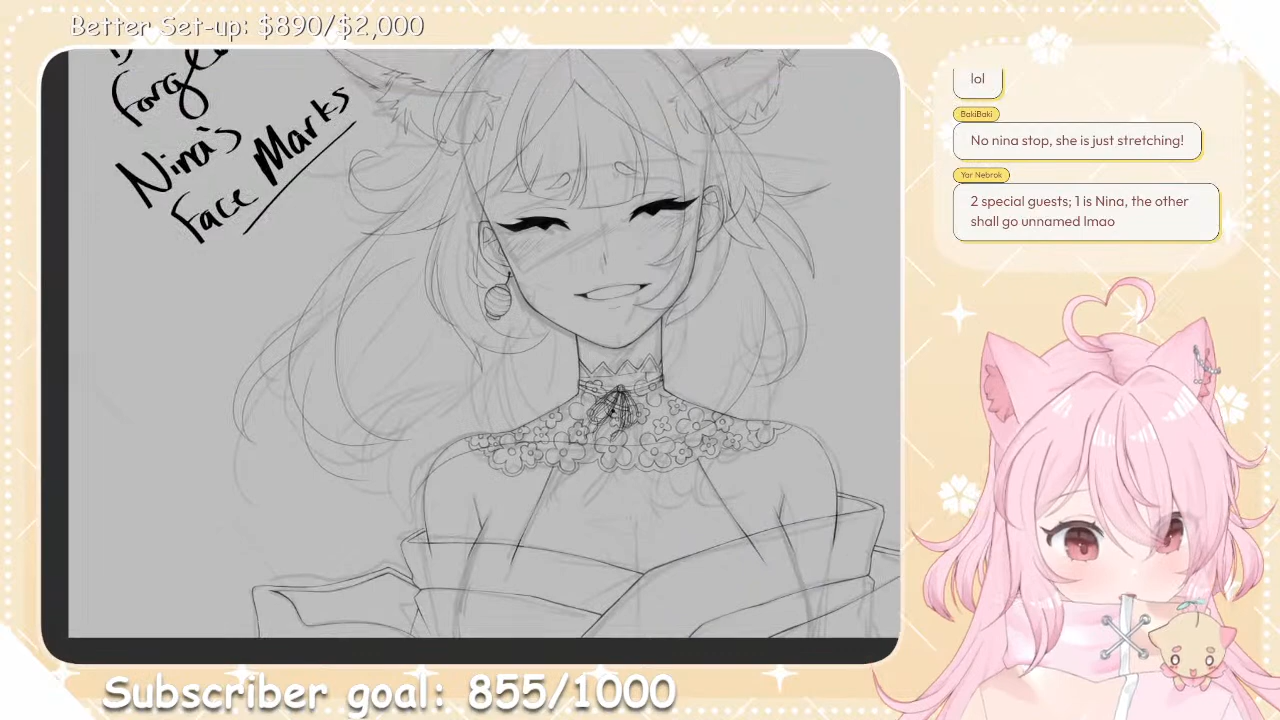 Better Set-up: $890/$2,000
Nina's
Face Marks
lol
BakiBaki
No nina stop, she is just stretching!
Yar Nebrok
2 special guests; 1 is Nina, the other
shall go unnamed lmao
Subscriber goal: 855/1000